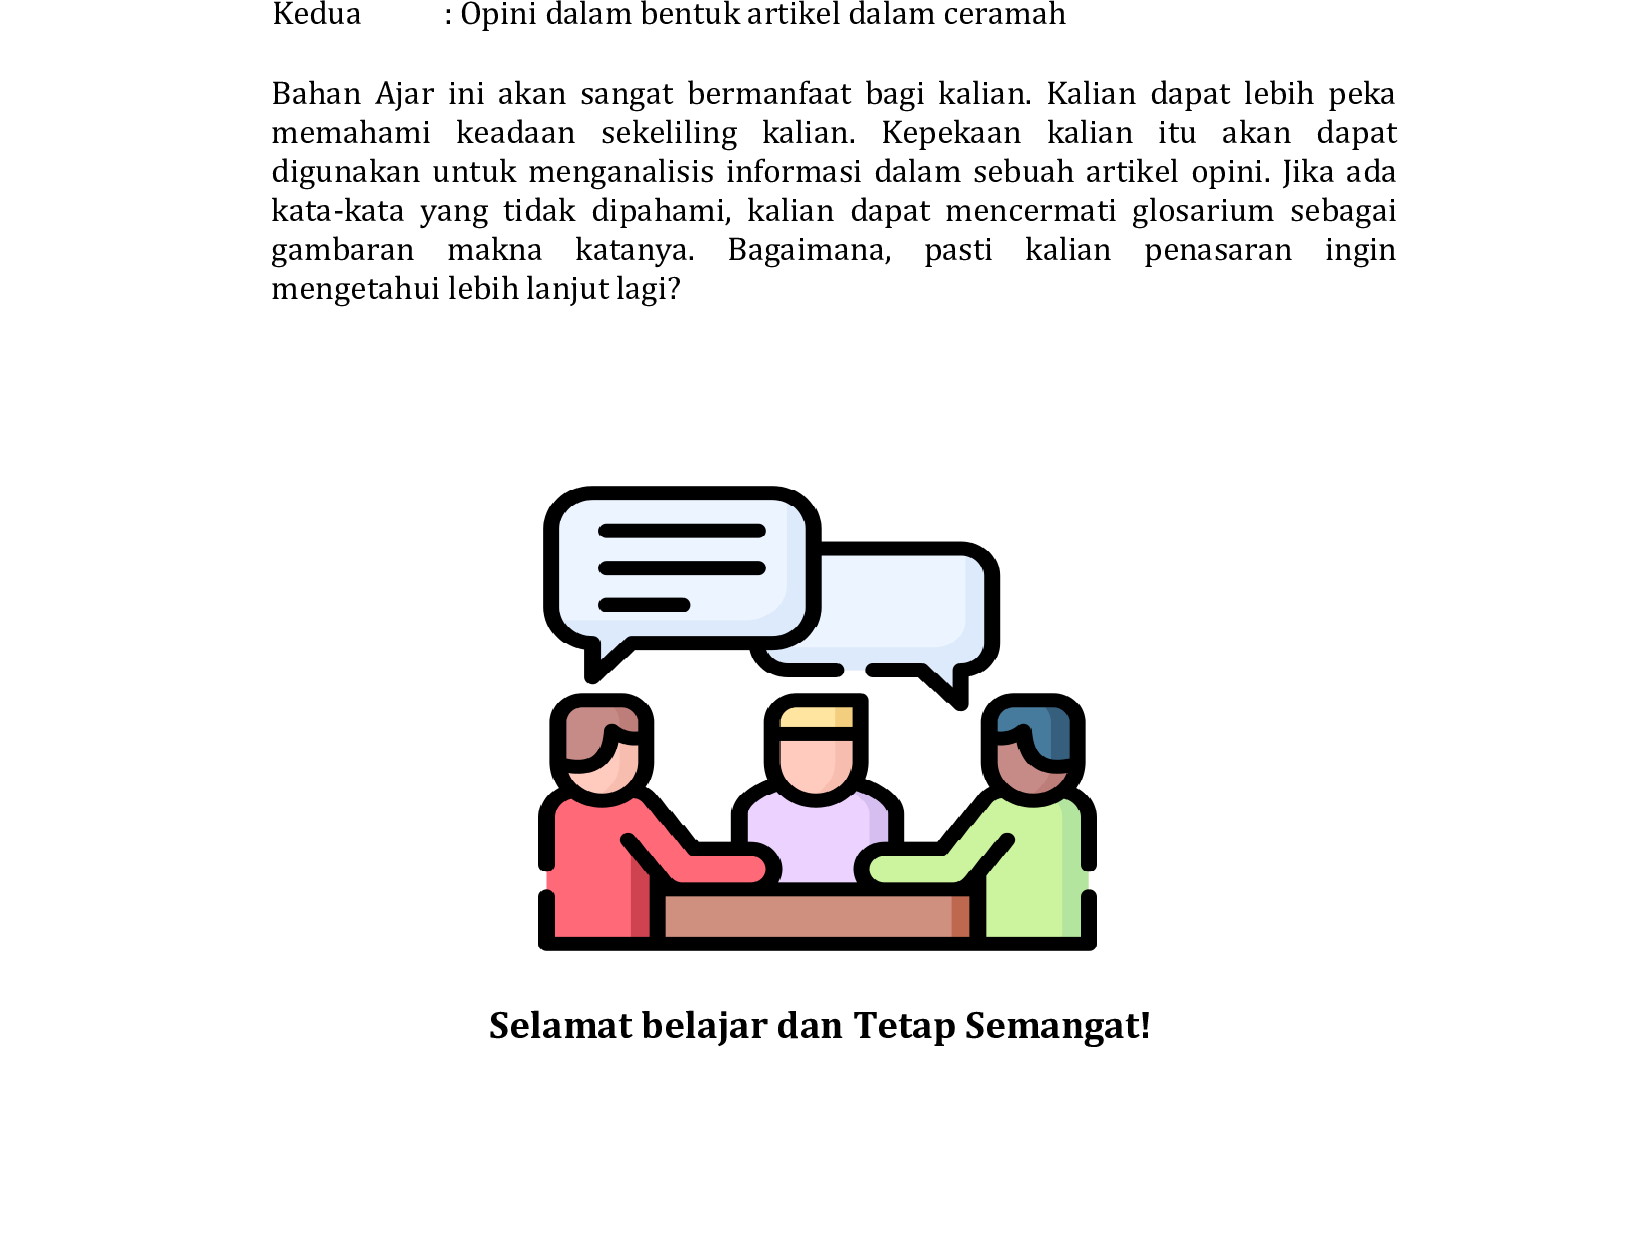 Kedua : Opini dalam bentuk artikel dalam ceramah
Bahan Ajar ini akan sangat bermanfaat bagi kalian. Kalian dapat lebih peka
memahami keadaan sekeliling kalian. Kepekaan kalian itu akan dapat
digunakan untuk menganalisis informasi dalam sebuah artikel opini. Jika ada
kata-kata yang tidak dipahami, kalian dapat mencermati glosarium sebagai
gambaran makna katanya. Bagaimana, pasti kalian penasaran ingin
mengetahui lebih lanjut lagi?
Selamat belajar dan Tetap Semangat!